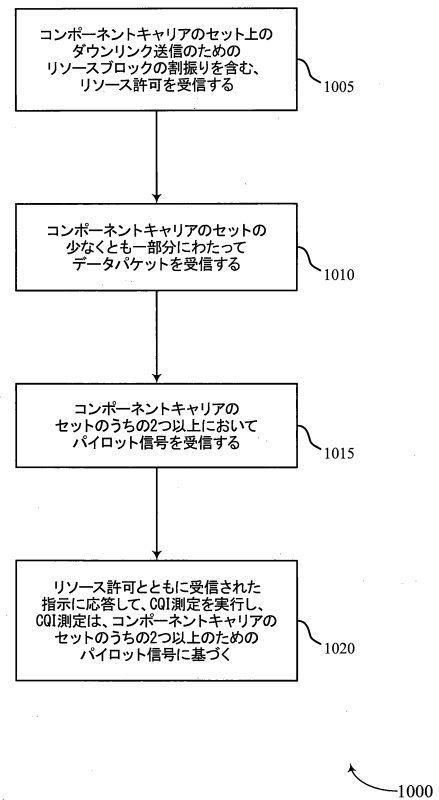 コンポーネントキャリアのセット上の
ダウンリンク送信のための
リソースブロックの割振りを含む、
リソース許可を受信する
1005
コンポーネントキャリアのセットの
少なくとも一部分にわたって
データパケットを受信する
1010
コンポーネントキャリアの
セットのうちの2つ以上において
パイロット信号を受信する
1015
リソース許可とともに受信された
指示に応答して、CQI測定を実行し、
CQI測定は、コンポーネントキャリアの
セットのうちの2つ以上のための
パイロット信号に基づく
1020
1000